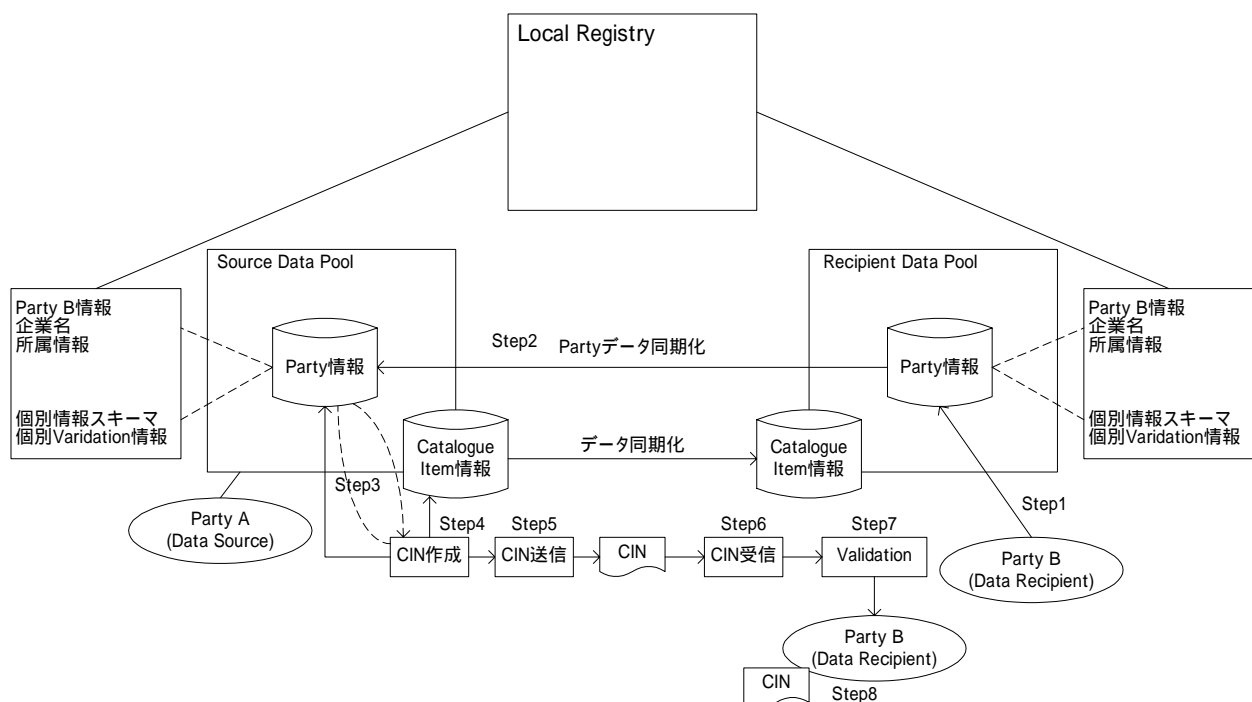 Local Registry
Source Data Pool
Recipient Data Pool
Party B情報
企業名
所属情報
個別情報スキーマ
個別Varidation情報
Party情報
Step2
Partyデータ同期化
Party情報
Party B情報
企業名
所属情報
個別情報スキーマ
個別Varidation情報
Catalogue
Item情報
データ同期化
Catalogue
Item情報
Step3
Step1
Party A
(Data Source)
Step4
Step5
Step6
Step7
CIN作成
CIN送信
CIN
CIN受信
Validation
Party B
(Data Recipient)
Party B
(Data Recipient)
CIN
Step8